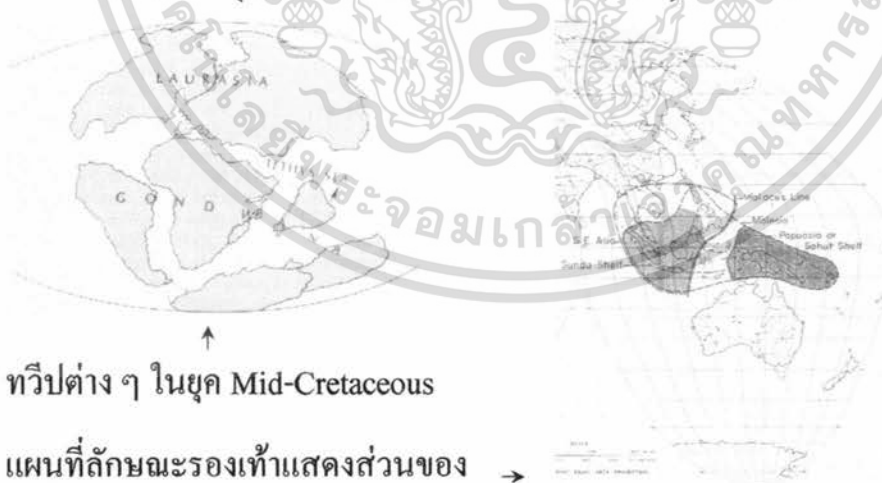 LAURASIA
GOND
Wallace's Line
Malesia
Papuasia or
Sahul Shelf
S.E. Asia
Sunda Shelf
ทวีปต่าง ๆ ในยุค Mid-Cretaceous
แผนที่ลักษณะรองเท้าแสดงส่วนของ